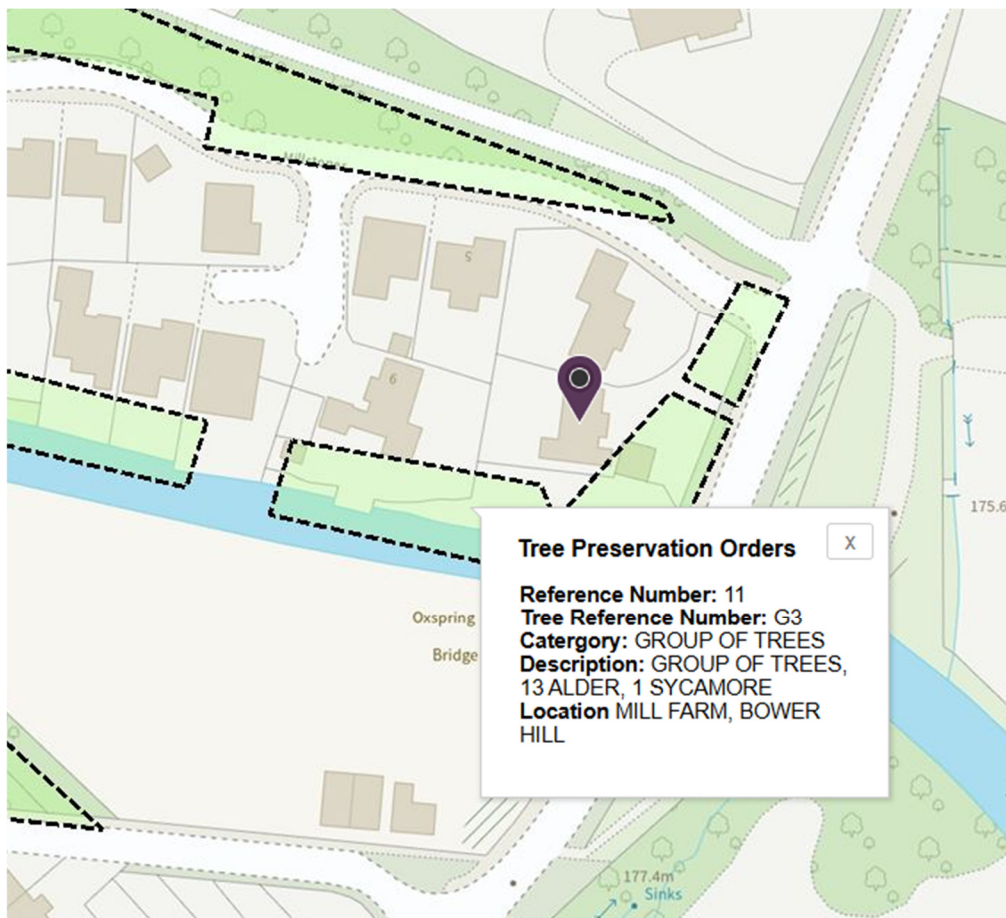 Millstones
5
6
175.6
Tree Preservation Orders
X
Reference Number: 11
Tree Reference Number: G3
Catergory: GROUP OF TREES
Description: GROUP OF TREES,
13 ALDER, 1 SYCAMORE
Location MILL FARM, BOWER
HILL
Oxspring
Bridge
177.4m
Sinks